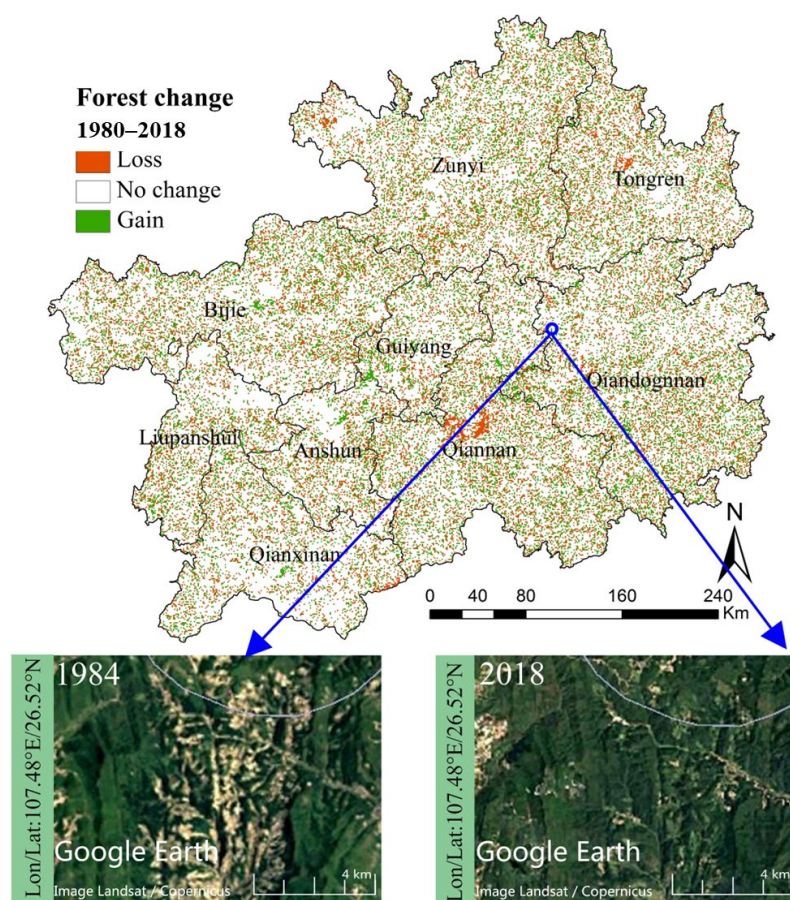 Forest change
1980–2018
Loss
No change
Gain
Zunyi
Tongren
Bijie
Guiyang
Qiandognnan
Liupanshui
Anshun
Qiannan
Qianxinan
N
0 40 80 160 240
Km
Lon/Lat:107.48°E/26.52°N
1984
Google Earth
Image Landsat / Copernicus
4 km
Lon/Lat:107.48°E/26.52°N
2018
Google Earth
Image Landsat / Copernicus
4 km